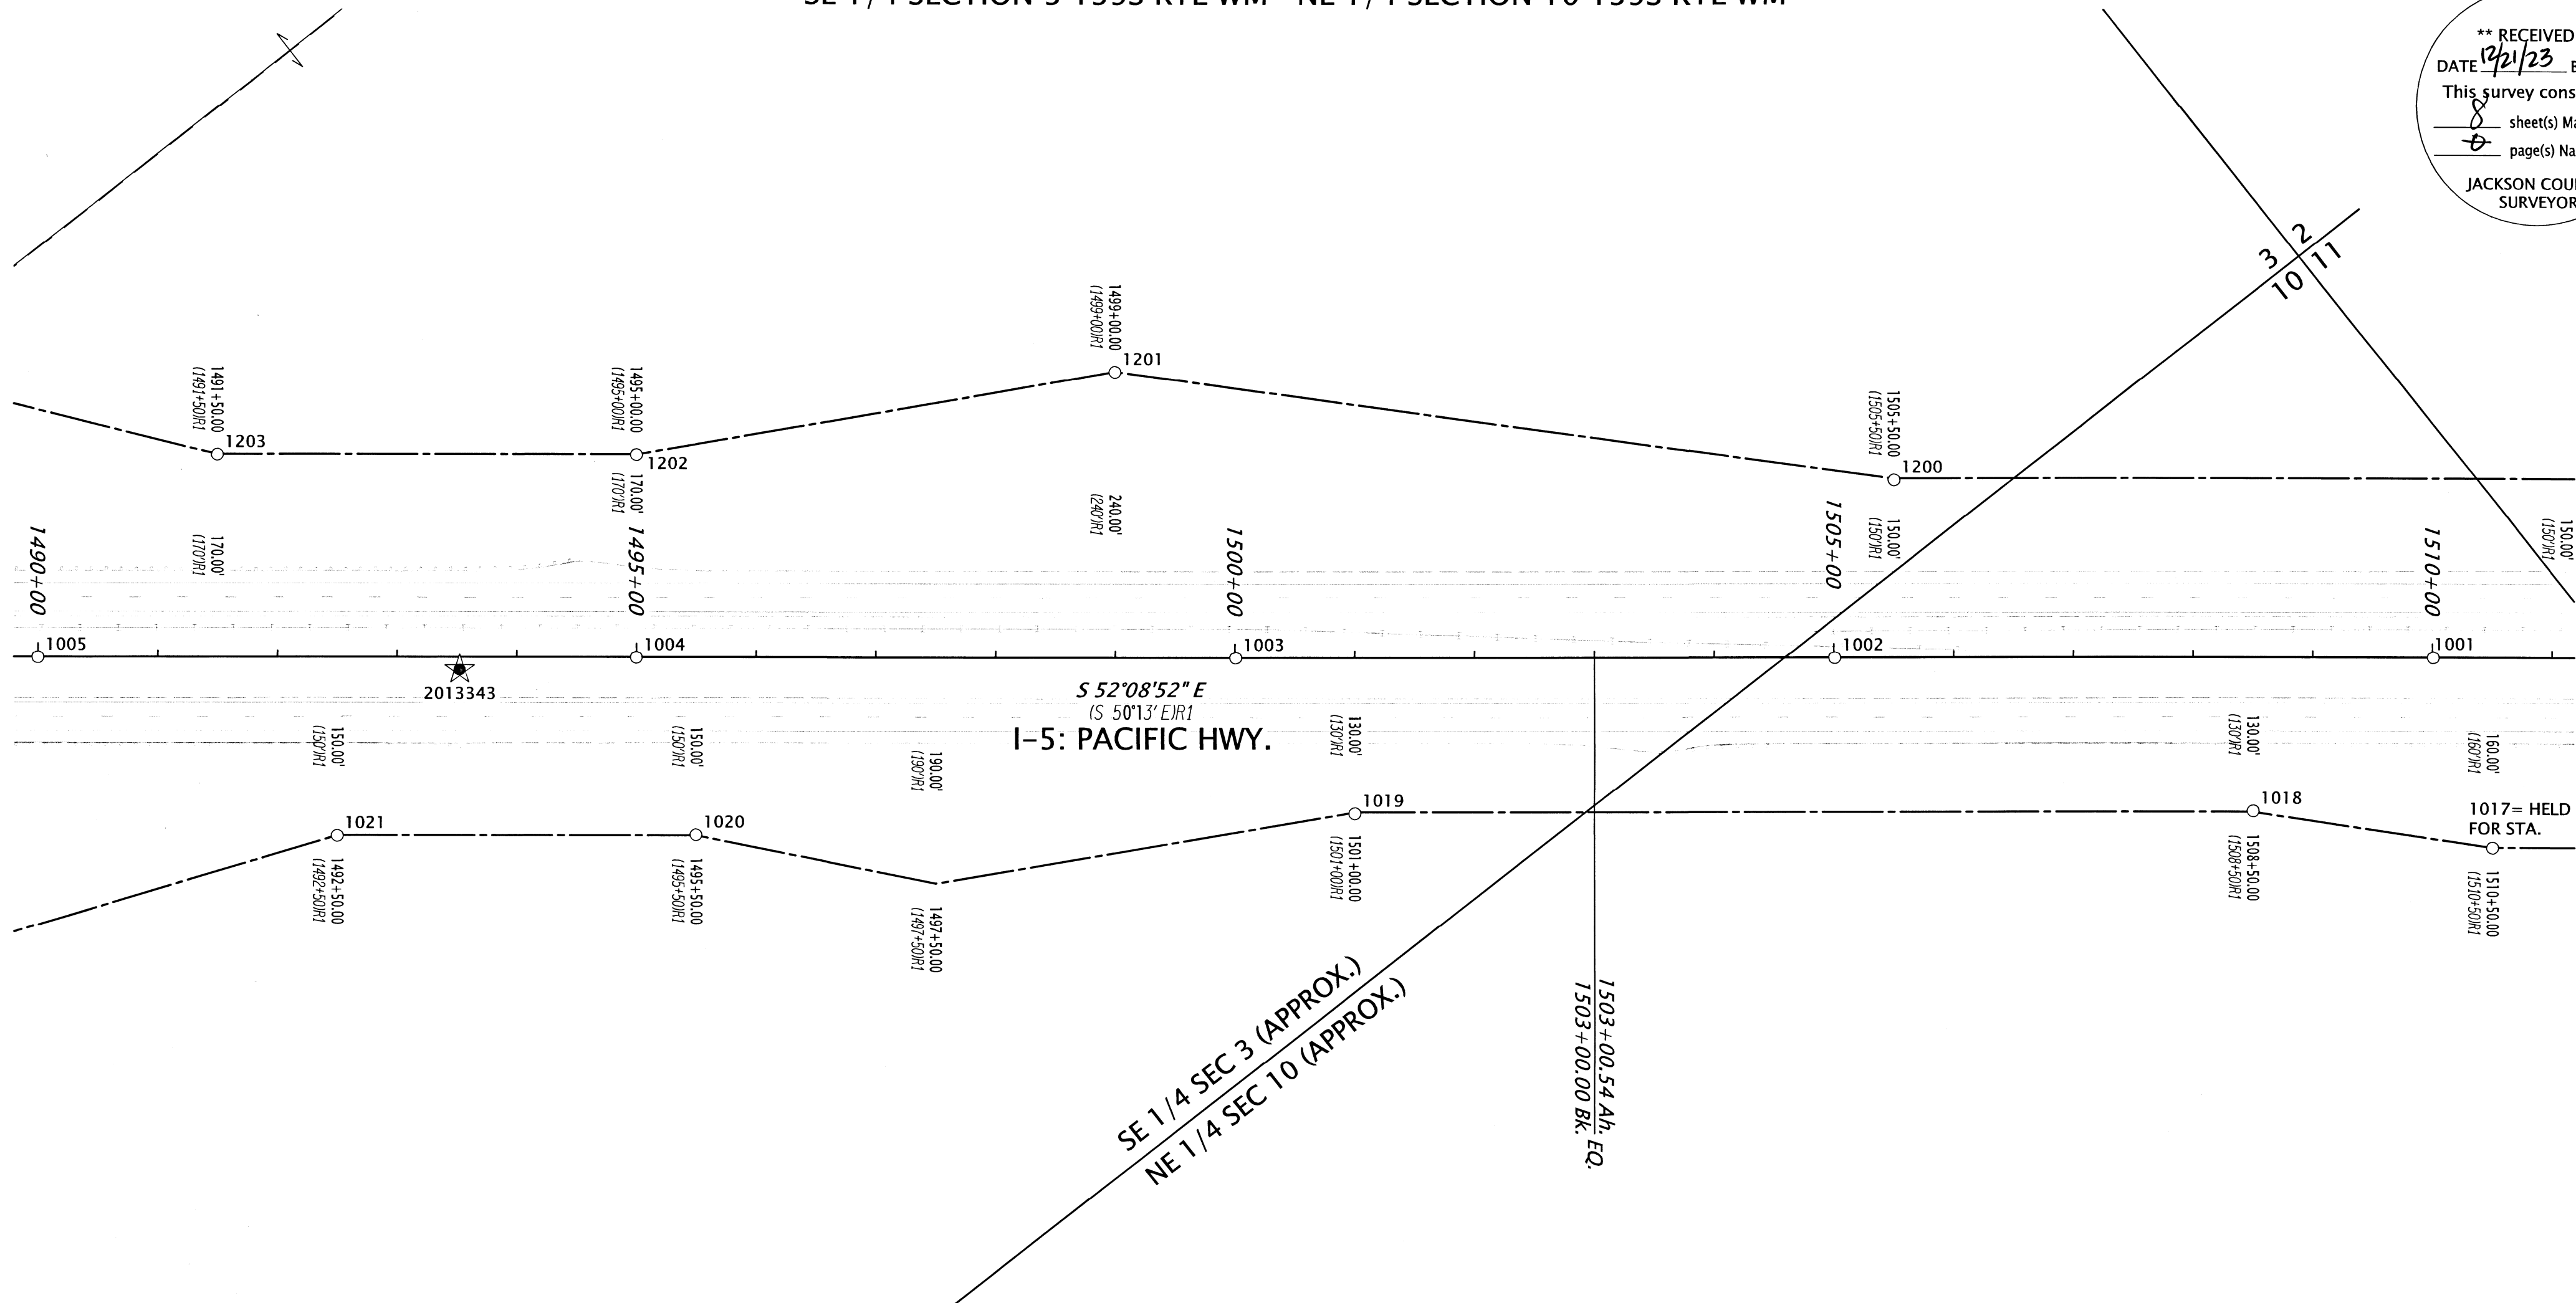 ** RECEIVED
DATE 12/21/23
This survey cons
8 sheet(s) Ma
0 page(s) Na
JACKSON COU
SURVEYOR
3
2
10
11
1499+00.00
(1499+00)R1
1201
1491+50.00
(1491+50)R1
1203
1495+00.00
(1495+00)R1
1202
1505+50.00
(1505+50)R1
1200
170.00'
(170')R1
170.00'
(170')R1
240.00'
(240')R1
150.00'
(150')R1
150.00'
(150')R1
1490+00
1495+00
1500+00
1505+00
1510+00
1005
1004
1003
1002
1001
2013343
S 52°08'52" E
(S 50°13' E)R1
I-5: PACIFIC HWY.
150.00'
(150')R1
150.00'
(150')R1
190.00'
(190')R1
130.00'
(130')R1
130.00'
(130')R1
160.00'
(160')R1
1021
1020
1019
1018
1017= HELD
FOR STA.
1492+50.00
(1492+50)R1
1495+50.00
(1495+50)R1
1497+50.00
(1497+50)R1
1501+00.00
(1501+00)R1
1508+50.00
(1508+50)R1
1510+50.00
(1510+50)R1
SE 1/4 SEC 3 (APPROX.)
NE 1/4 SEC 10 (APPROX.)
1503+00.54 Ah.
1503+00.00 Bk.
EQ.